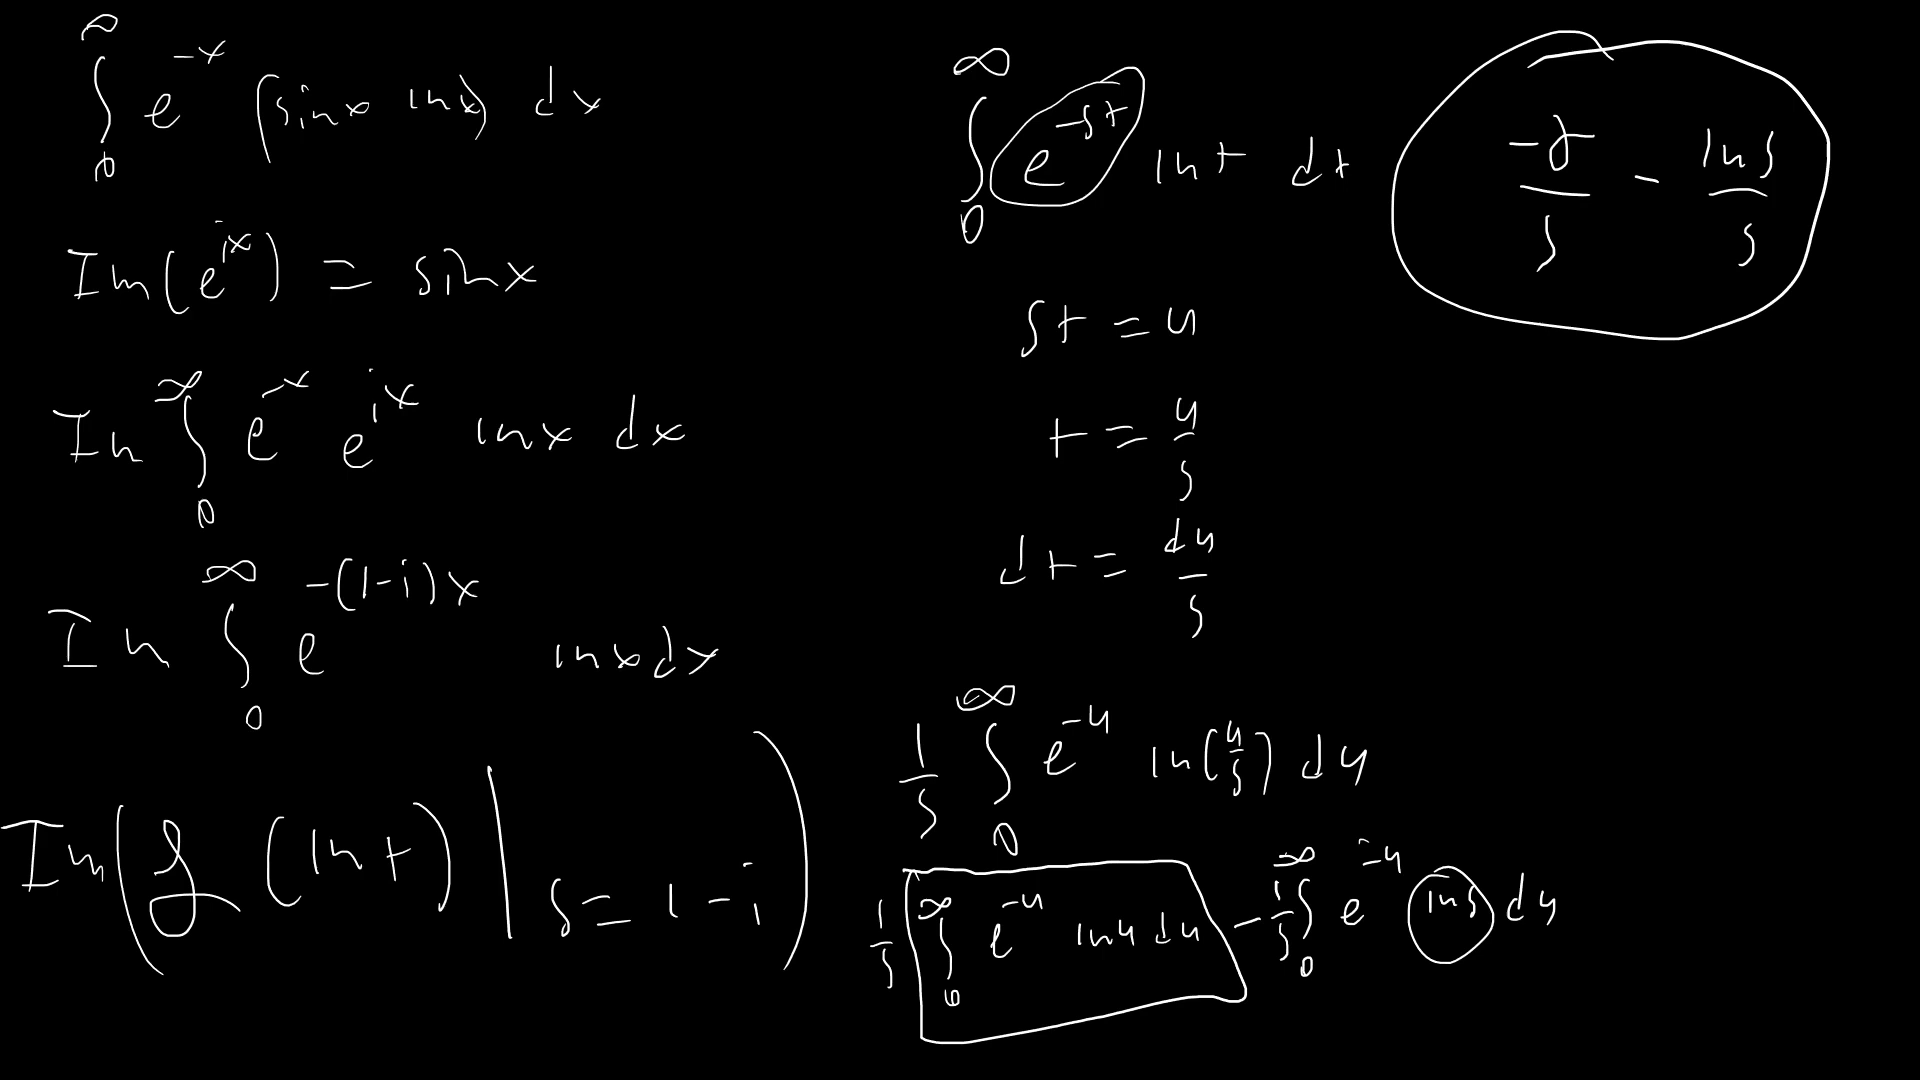 ∫₀^∞ e^{-x} (sinx lnx) dx
Im(e^{ix}) = sinx
Im ∫₀^∞ e^{-x} e^{ix} lnx dx
Im ∫₀^∞ e^{-(1-i)x} lnx dx
Im(ℒ(lnt)|_{s=1-i})
∫₀^∞ e^{-st} lnt dt
-γ/s - lns/s
st = u
t = u/s
dt = du/s
1/s ∫₀^∞ e^{-u} ln(u/s) du
1/s ∫₀^∞ e^{-u} lnu du - 1/s ∫₀^∞ e^{-u} lns du